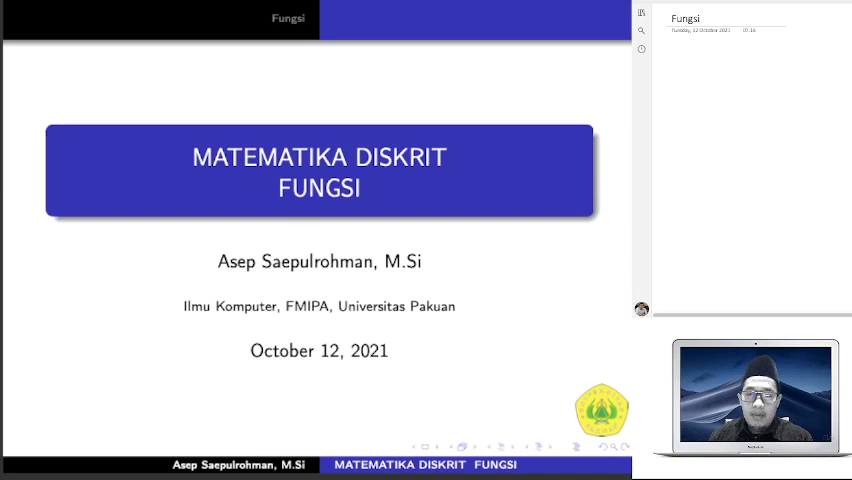 Fungsi
MATEMATIKA DISKRIT
FUNGSI
Asep Saepulrohman, M.Si
Ilmu Komputer, FMIPA, Universitas Pakuan
October 12, 2021
Asep Saepulrohman, M.Si
MATEMATIKA DISKRIT FUNGSI
Fungsi
Tuesday, 12 October 2021 07.16